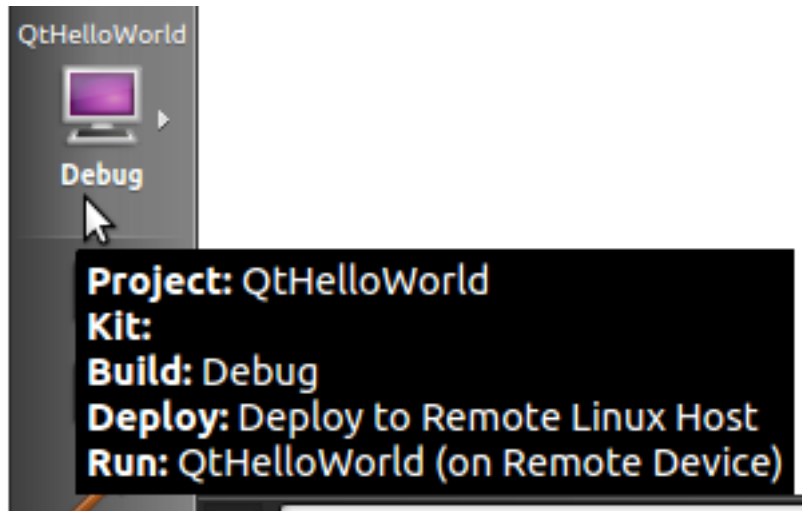 QtHelloWorld
Debug
Project: QtHelloWorld
Kit:
Build: Debug
Deploy: Deploy to Remote Linux Host
Run: QtHelloWorld (on Remote Device)